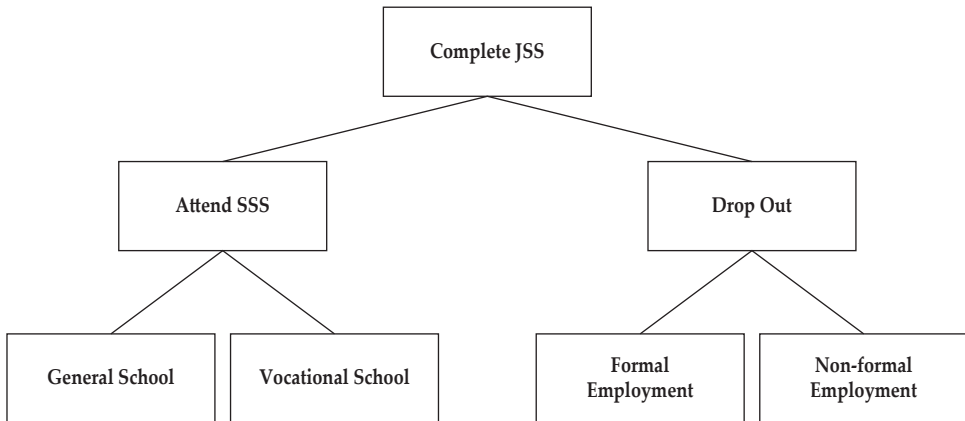 Complete JSS
Attend SSS
Drop Out
General School
Vocational School
Formal
Employment
Non-formal
Employment